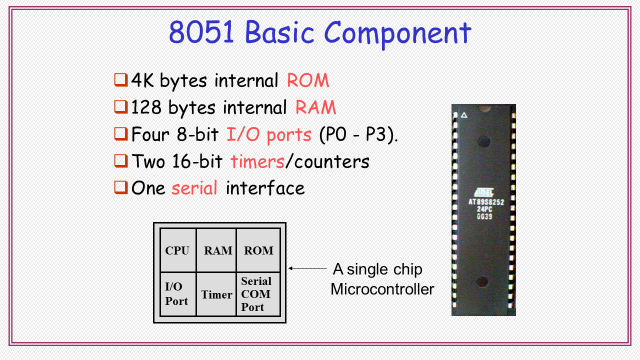 8051 Basic Component
4K bytes internal ROM
128 bytes internal RAM
Four 8-bit I/O ports (P0 - P3).
Two 16-bit timers/counters
One serial interface
CPU RAM ROM
I/O Port Timer Serial COM Port
A single chip
Microcontroller
ATMEL
AT89S8252
24PC
0039